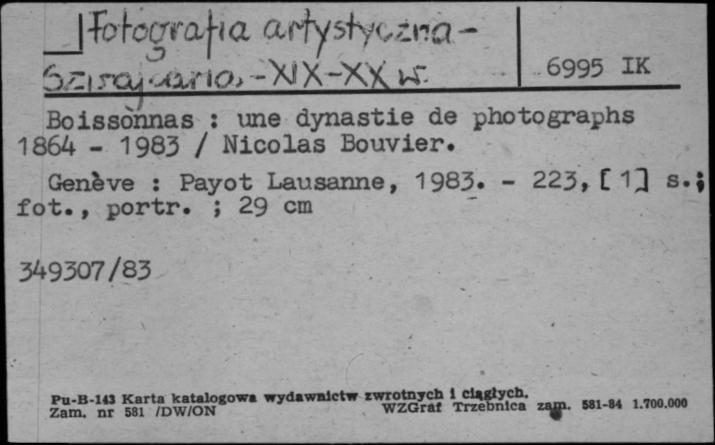 Fotografia artystyczna -
Szwajcaria, - XIX - XX w.
6995 IK
Boissonnas : une dynastie de photographs
1864 - 1983 / Nicolas Bouvier.
Genève : Payot Lausanne, 1983. - 223, [1] s.;
fot., portr. ; 29 cm
349307/83
Pu-B-143 Karta katalogowa wydawnictw zwrotnych i ciągłych.
Zam. nr 581 /DW/ON WZGraf Trzebnica zam. 581-84 1.700.000